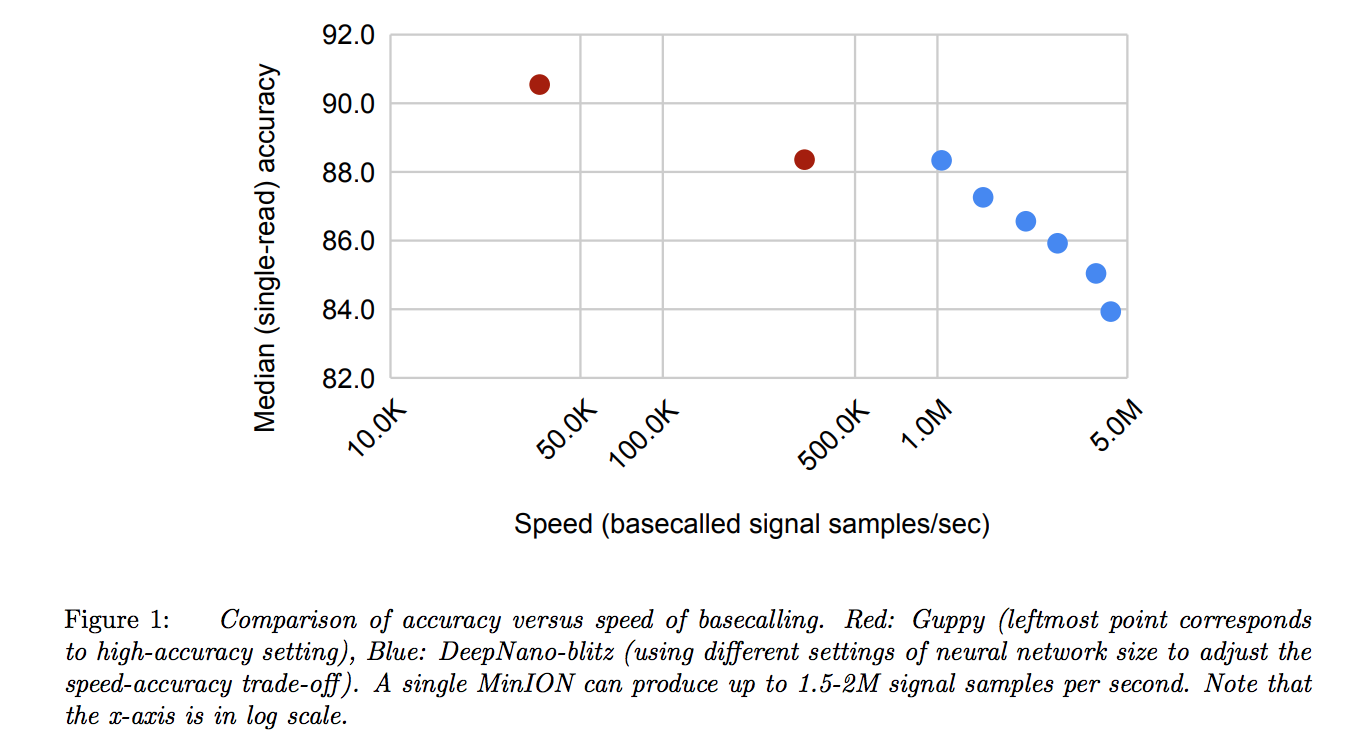 92.0
90.0
88.0
86.0
84.0
82.0
Median (single-read) accuracy
10.0K
50.0K
100.0K
500.0K
1.0M
5.0M
Speed (basecalled signal samples/sec)
Figure 1: Comparison of accuracy versus speed of basecalling. Red: Guppy (leftmost point corresponds
to high-accuracy setting), Blue: DeepNano-blitz (using different settings of neural network size to adjust the
speed-accuracy trade-off). A single MinION can produce up to 1.5-2M signal samples per second. Note that
the x-axis is in log scale.